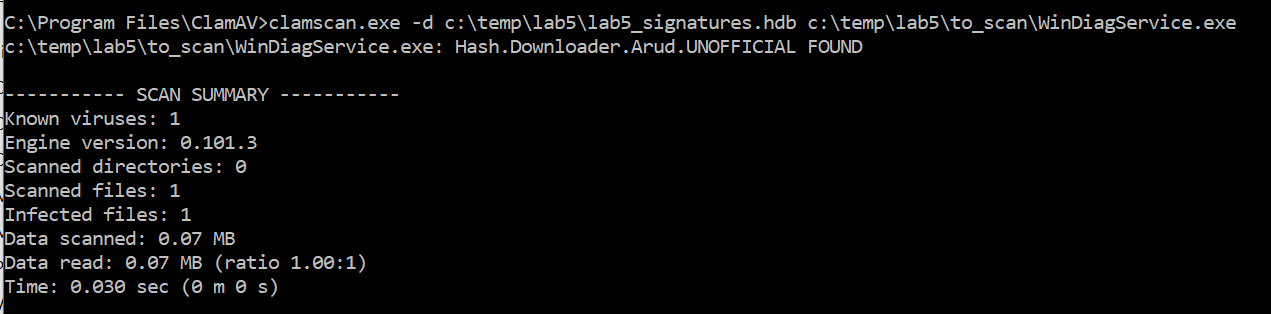 C:\Program Files\ClamAV>clamscan.exe -d c:\temp\lab5\lab5_signatures.hdb c:\temp\lab5\to_scan\WinDiagService.exe
c:\temp\lab5\to_scan\WinDiagService.exe: Hash.Downloader.Arud.UNOFFICIAL FOUND
----------- SCAN SUMMARY -----------
Known viruses: 1
Engine version: 0.101.3
Scanned directories: 0
Scanned files: 1
Infected files: 1
Data scanned: 0.07 MB
Data read: 0.07 MB (ratio 1.00:1)
Time: 0.030 sec (0 m 0 s)